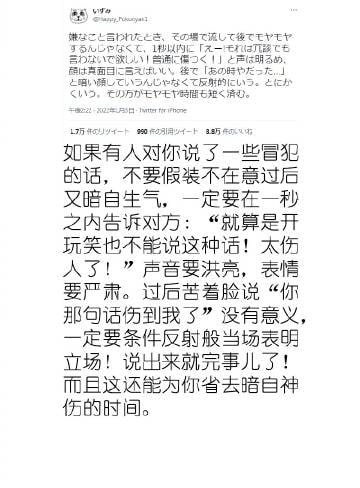 いずみ
@Happy_Pokunyan1
嫌なこと言われたとき、その場で流して後でモヤモヤ
するんじゃなくて、1秒以内に「えー!それは冗談でも
言わないで欲しい！普通に傷つく！」と声は明るめ、
顔は真面目に言えばいい。後で「あの時やだった…」
と暗い顔していうんじゃなくて反射的にいう。とにか
くいう。その方がモヤモヤ時間も短く済む。
午後2:22 · 2022年1月5日 · Twitter for iPhone
1.7万 件のリツイート 990 件の引用ツイート 8.8万 件のいいね
如果有人对你说了一些冒犯
的话，不要假装不在意过后
又暗自生气，一定要在一秒
之内告诉对方：“就算是开
玩笑也不能说这种话！太伤
人了！”声音要洪亮，表情
要严肃。过后苦着脸说“你
那句话伤到我了”没有意义，
一定要条件反射般当场表明
立场！说出来就完事儿了！
而且这还能为你省去暗自神
伤的时间。